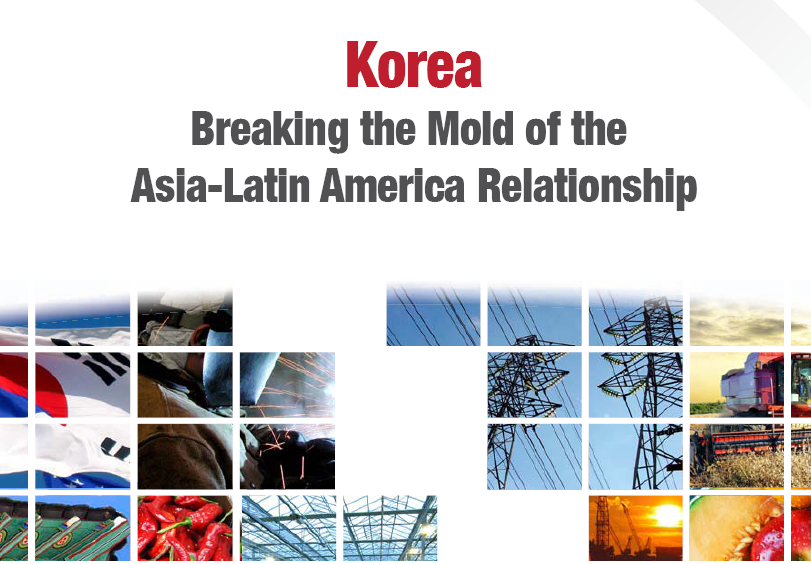 Korea
Breaking the Mold of the
Asia-Latin America Relationship